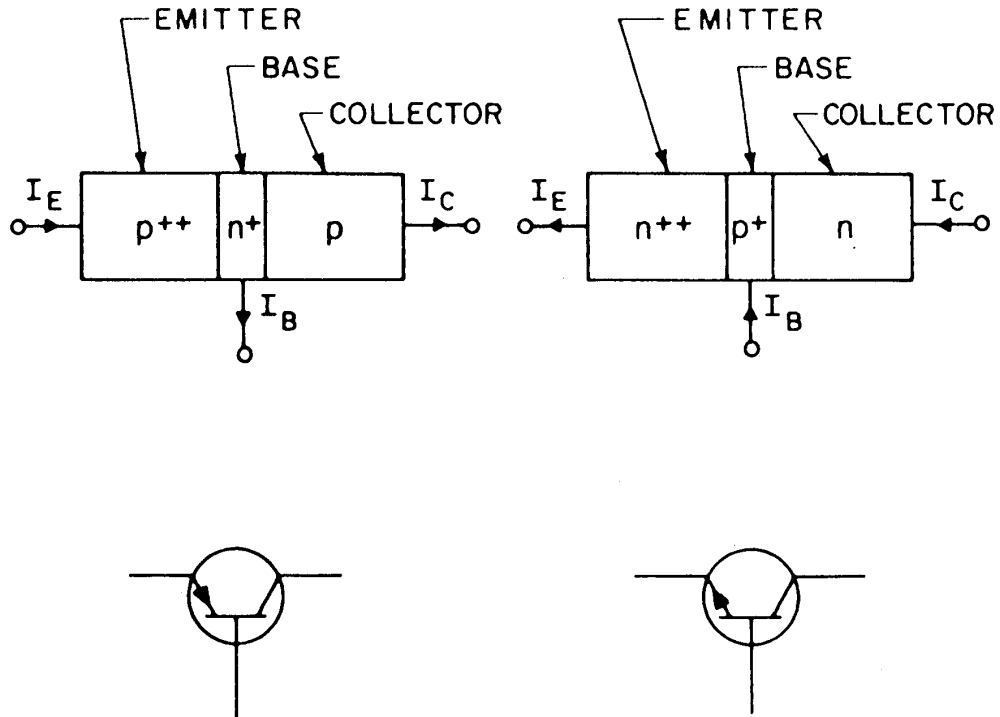 EMITTER
BASE
COLLECTOR
I_E
p++
n+
p
I_C
I_B
EMITTER
BASE
COLLECTOR
I_E
n++
p+
n
I_C
I_B